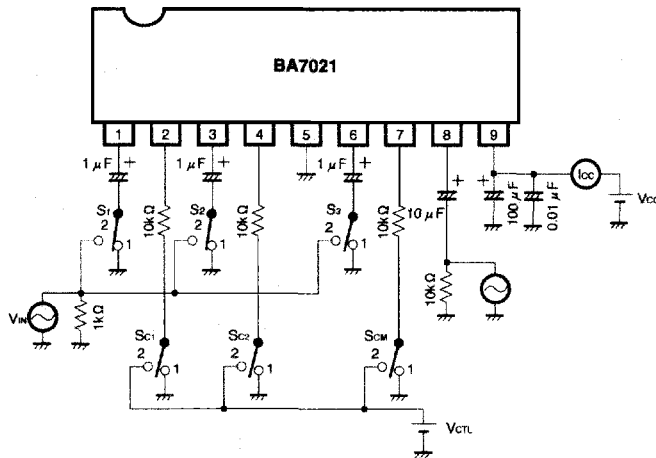 BA7021
1 2 3 4 5 6 7 8 9
1 μF + 1 μF + 1 μF + + +
10 μF 100 μF 0.01 μF ICC VCC
S1 S2 S3
10kΩ 10kΩ 10kΩ
2 1 2 1 2 1
10kΩ
VIN 1kΩ
SC1 SC2 SCM
2 1 2 1 2 1
VCTL